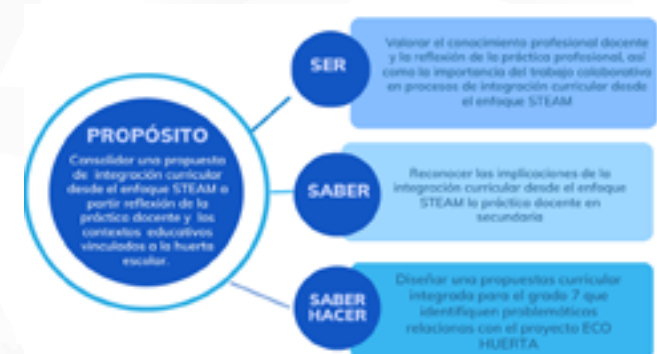 PROPÓSITO
Consolidar una propuesta
de integración curricular
desde el enfoque STEAM a
partir reflexión de la
práctica docente y los
contextos educativos
vinculados a la huerta
escolar.
SER
Valorar el conocimiento profesional docente
y la reflexión de la práctica profesional, así
como la importancia del trabajo colaborativo
en procesos de integración curricular desde
el enfoque STEAM
SABER
Reconocer las implicaciones de la
integración curricular desde el enfoque
STEAM la práctica docente en
secundaria
SABER
HACER
Diseñar una propuestas curricular
integrada para el grado 7 que
identifiquen problemáticas
relacionas con el proyecto ECO
HUERTA